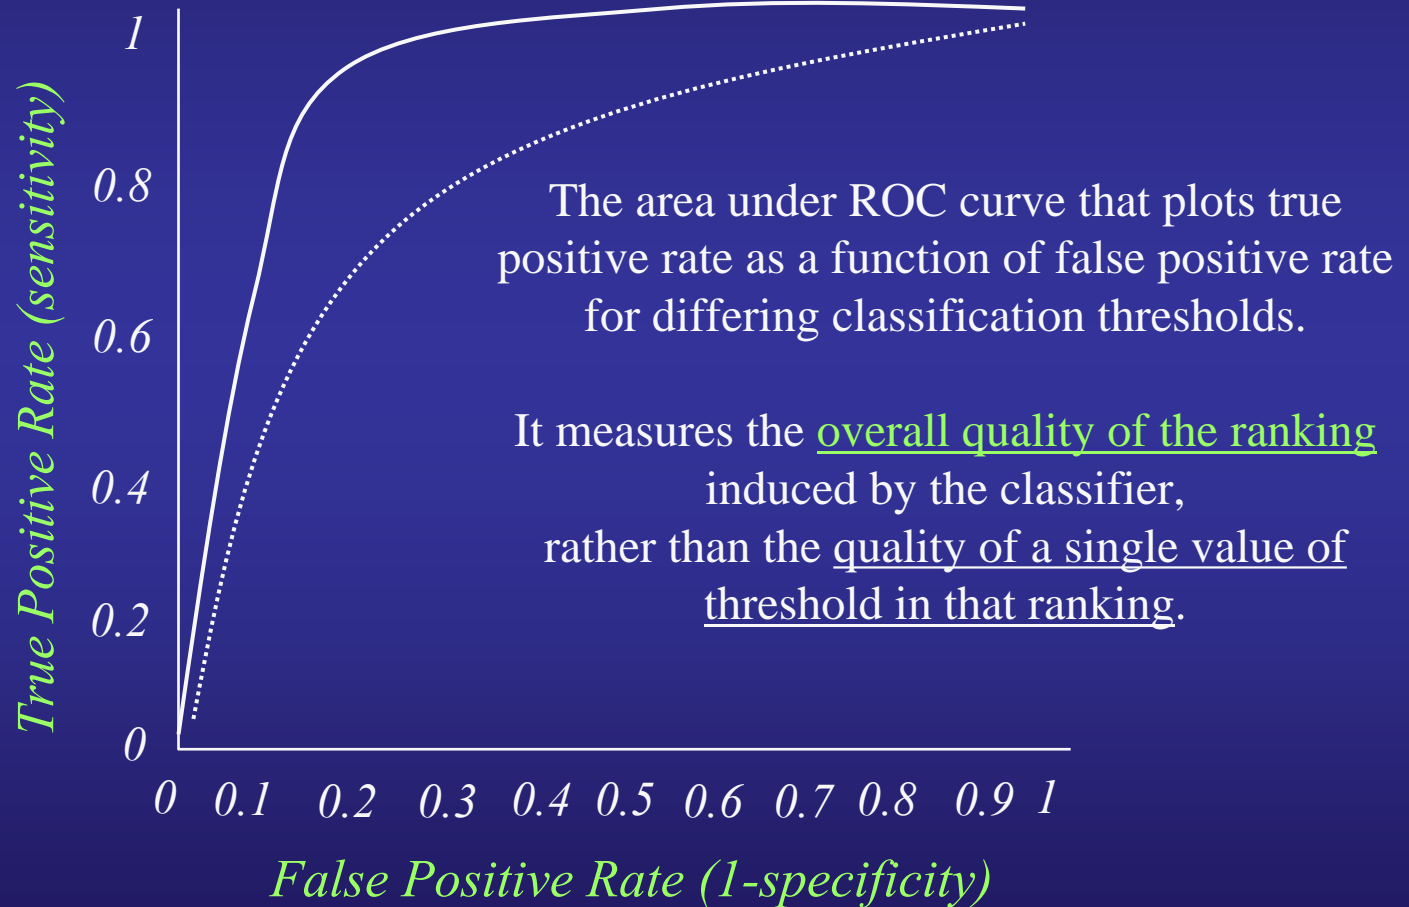 True Positive Rate (sensitivity)
1
0.8
0.6
0.4
0.2
0
The area under ROC curve that plots true
positive rate as a function of false positive rate
for differing classification thresholds.
It measures the overall quality of the ranking
induced by the classifier,
rather than the quality of a single value of
threshold in that ranking.
0 0.1 0.2 0.3 0.4 0.5 0.6 0.7 0.8 0.9 1
False Positive Rate (1-specificity)